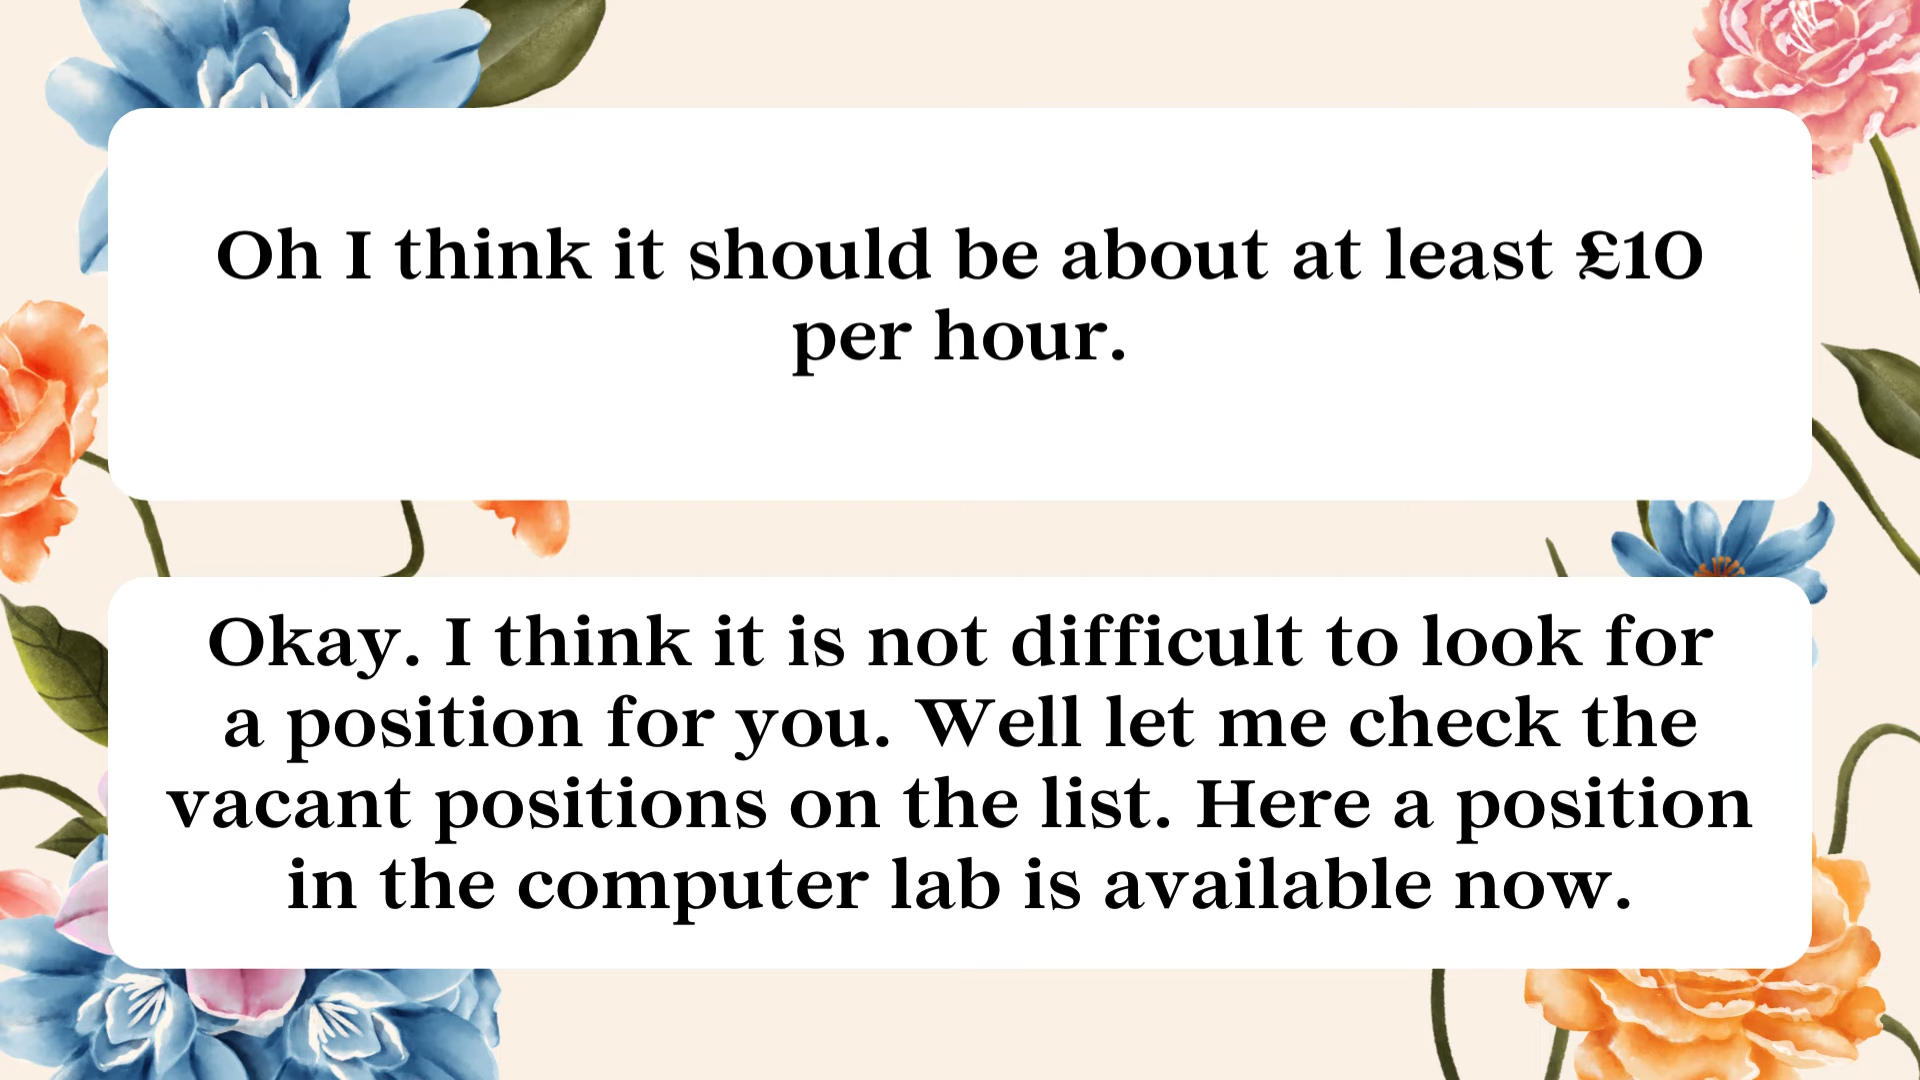 Oh I think it should be about at least £10
per hour.
Okay. I think it is not difficult to look for
a position for you. Well let me check the
vacant positions on the list. Here a position
in the computer lab is available now.